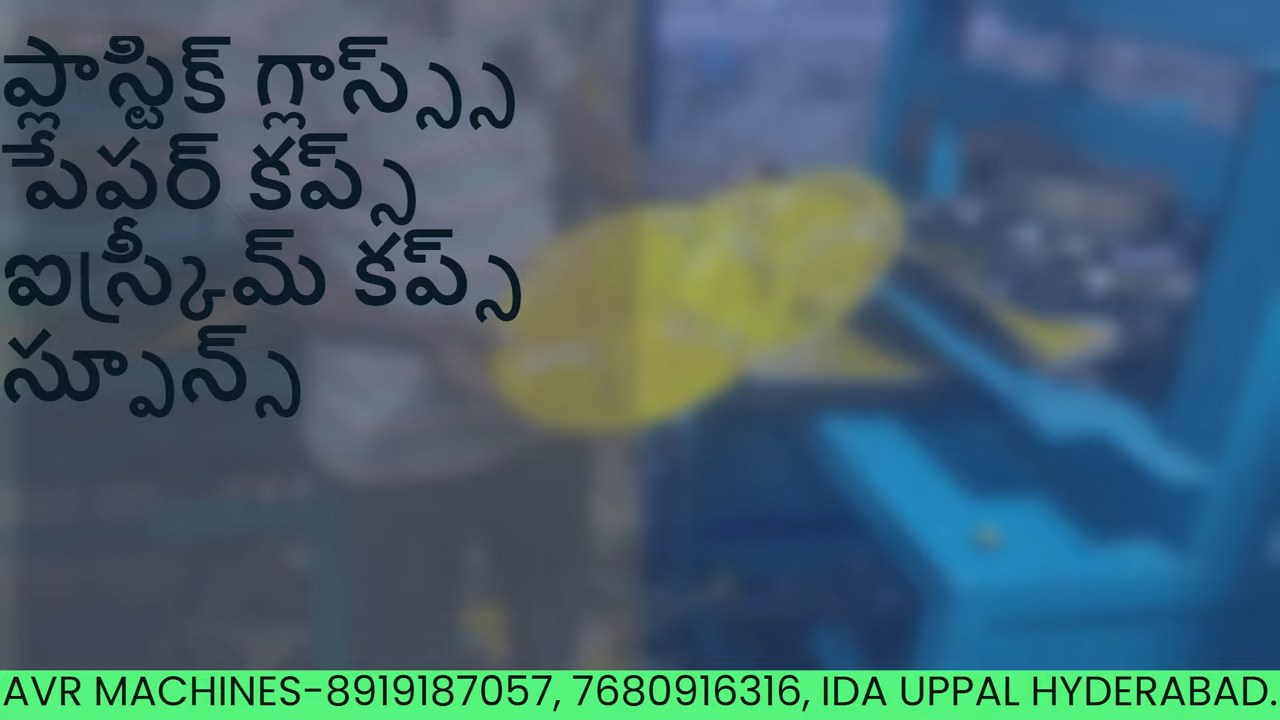 ప్లాస్టిక్ గ్లాస్స్స
పేపర్ కప్స్
ఐస్క్రీమ్ కప్స్
స్పూన్స్
AVR MACHINES-8919187057, 7680916316, IDA UPPAL HYDERABAD.